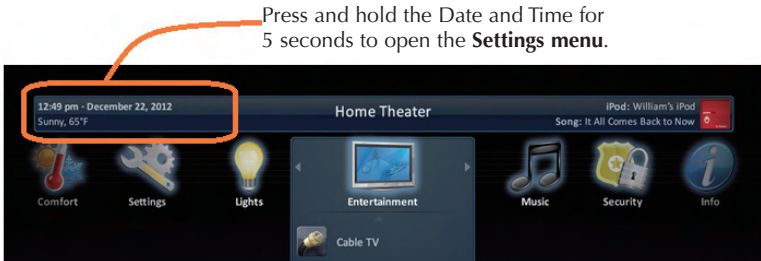 Press and hold the Date and Time for
5 seconds to open the Settings menu.
12:49 pm - December 22, 2012
Sunny, 65°F
Home Theater
iPod: William's iPod
Song: It All Comes Back to Now
Comfort
Settings
Lights
Entertainment
Music
Security
Info
Cable TV